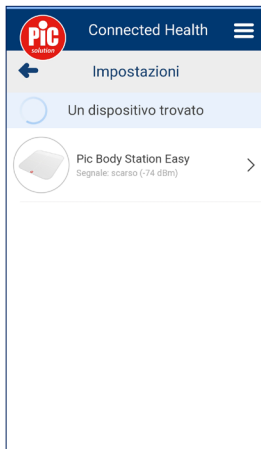 Pic
solution
Connected Health
Impostazioni
Un dispositivo trovato
Pic Body Station Easy
Segnale: scarso (-74 dBm)